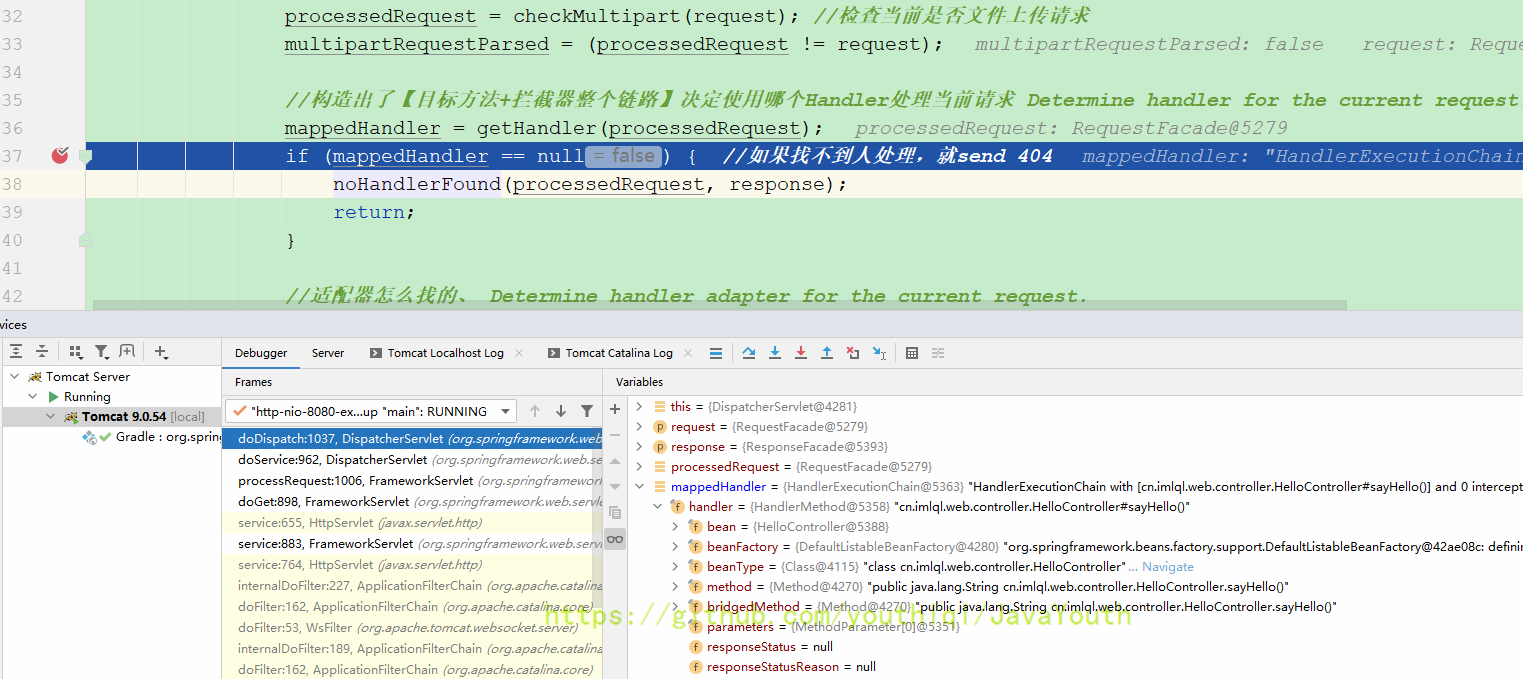 32 processedRequest = checkMultipart(request); //检查当前是否文件上传请求
33 multipartRequestParsed = (processedRequest != request); multipartRequestParsed: false request: Reque
34
35 //构造出了【目标方法+拦截器整个链路】决定使用哪个Handler处理当前请求 Determine handler for the current request.
36 mappedHandler = getHandler(processedRequest); processedRequest: RequestFacade@5279
37 if (mappedHandler == null = false ) { //如果找不到人处理，就send 404 mappedHandler: "HandlerExecutionChain
38 noHandlerFound(processedRequest, response);
39 return;
40 }
41
42 //适配器怎么找的、 Determine handler adapter for the current request.
vices
Debugger Server Tomcat Localhost Log Tomcat Catalina Log
Tomcat Server
Running
Tomcat 9.0.54 [local]
Gradle : org.spring
Frames
"http-nio-8080-ex...up "main": RUNNING
doDispatch:1037, DispatcherServlet (org.springframework.web
doService:962, DispatcherServlet (org.springframework.web.se
processRequest:1006, FrameworkServlet (org.springframework
doGet:898, FrameworkServlet (org.springframework.web.servl
service:655, HttpServlet (javax.servlet.http)
service:883, FrameworkServlet (org.springframework.web.servl
service:764, HttpServlet (javax.servlet.http)
internalDoFilter:227, ApplicationFilterChain (org.apache.catalina
doFilter:162, ApplicationFilterChain (org.apache.catalina.core)
doFilter:53, WsFilter (org.apache.tomcat.websocket.server)
internalDoFilter:189, ApplicationFilterChain (org.apache.catalina
doFilter:162, ApplicationFilterChain (org.apache.catalina.core)
Variables
this = {DispatcherServlet@4281}
request = {RequestFacade@5279}
response = {ResponseFacade@5393}
processedRequest = {RequestFacade@5279}
mappedHandler = {HandlerExecutionChain@5363} "HandlerExecutionChain with [cn.imlql.web.controller.HelloController#sayHello()] and 0 intercept
handler = {HandlerMethod@5358} "cn.imlql.web.controller.HelloController#sayHello()"
bean = {HelloController@5388}
beanFactory = {DefaultListableBeanFactory@4280} "org.springframework.beans.factory.support.DefaultListableBeanFactory@42ae08c: defini
beanType = {Class@4115} "class cn.imlql.web.controller.HelloController"... Navigate
method = {Method@4270} "public java.lang.String cn.imlql.web.controller.HelloController.sayHello()"
bridgedMethod = {Method@4270} "public java.lang.String cn.imlql.web.controller.HelloController.sayHello()"
parameters = {MethodParameter[0]@5351}
responseStatus = null
responseStatusReason = null
https://github.com/youthlql/JavaYouth